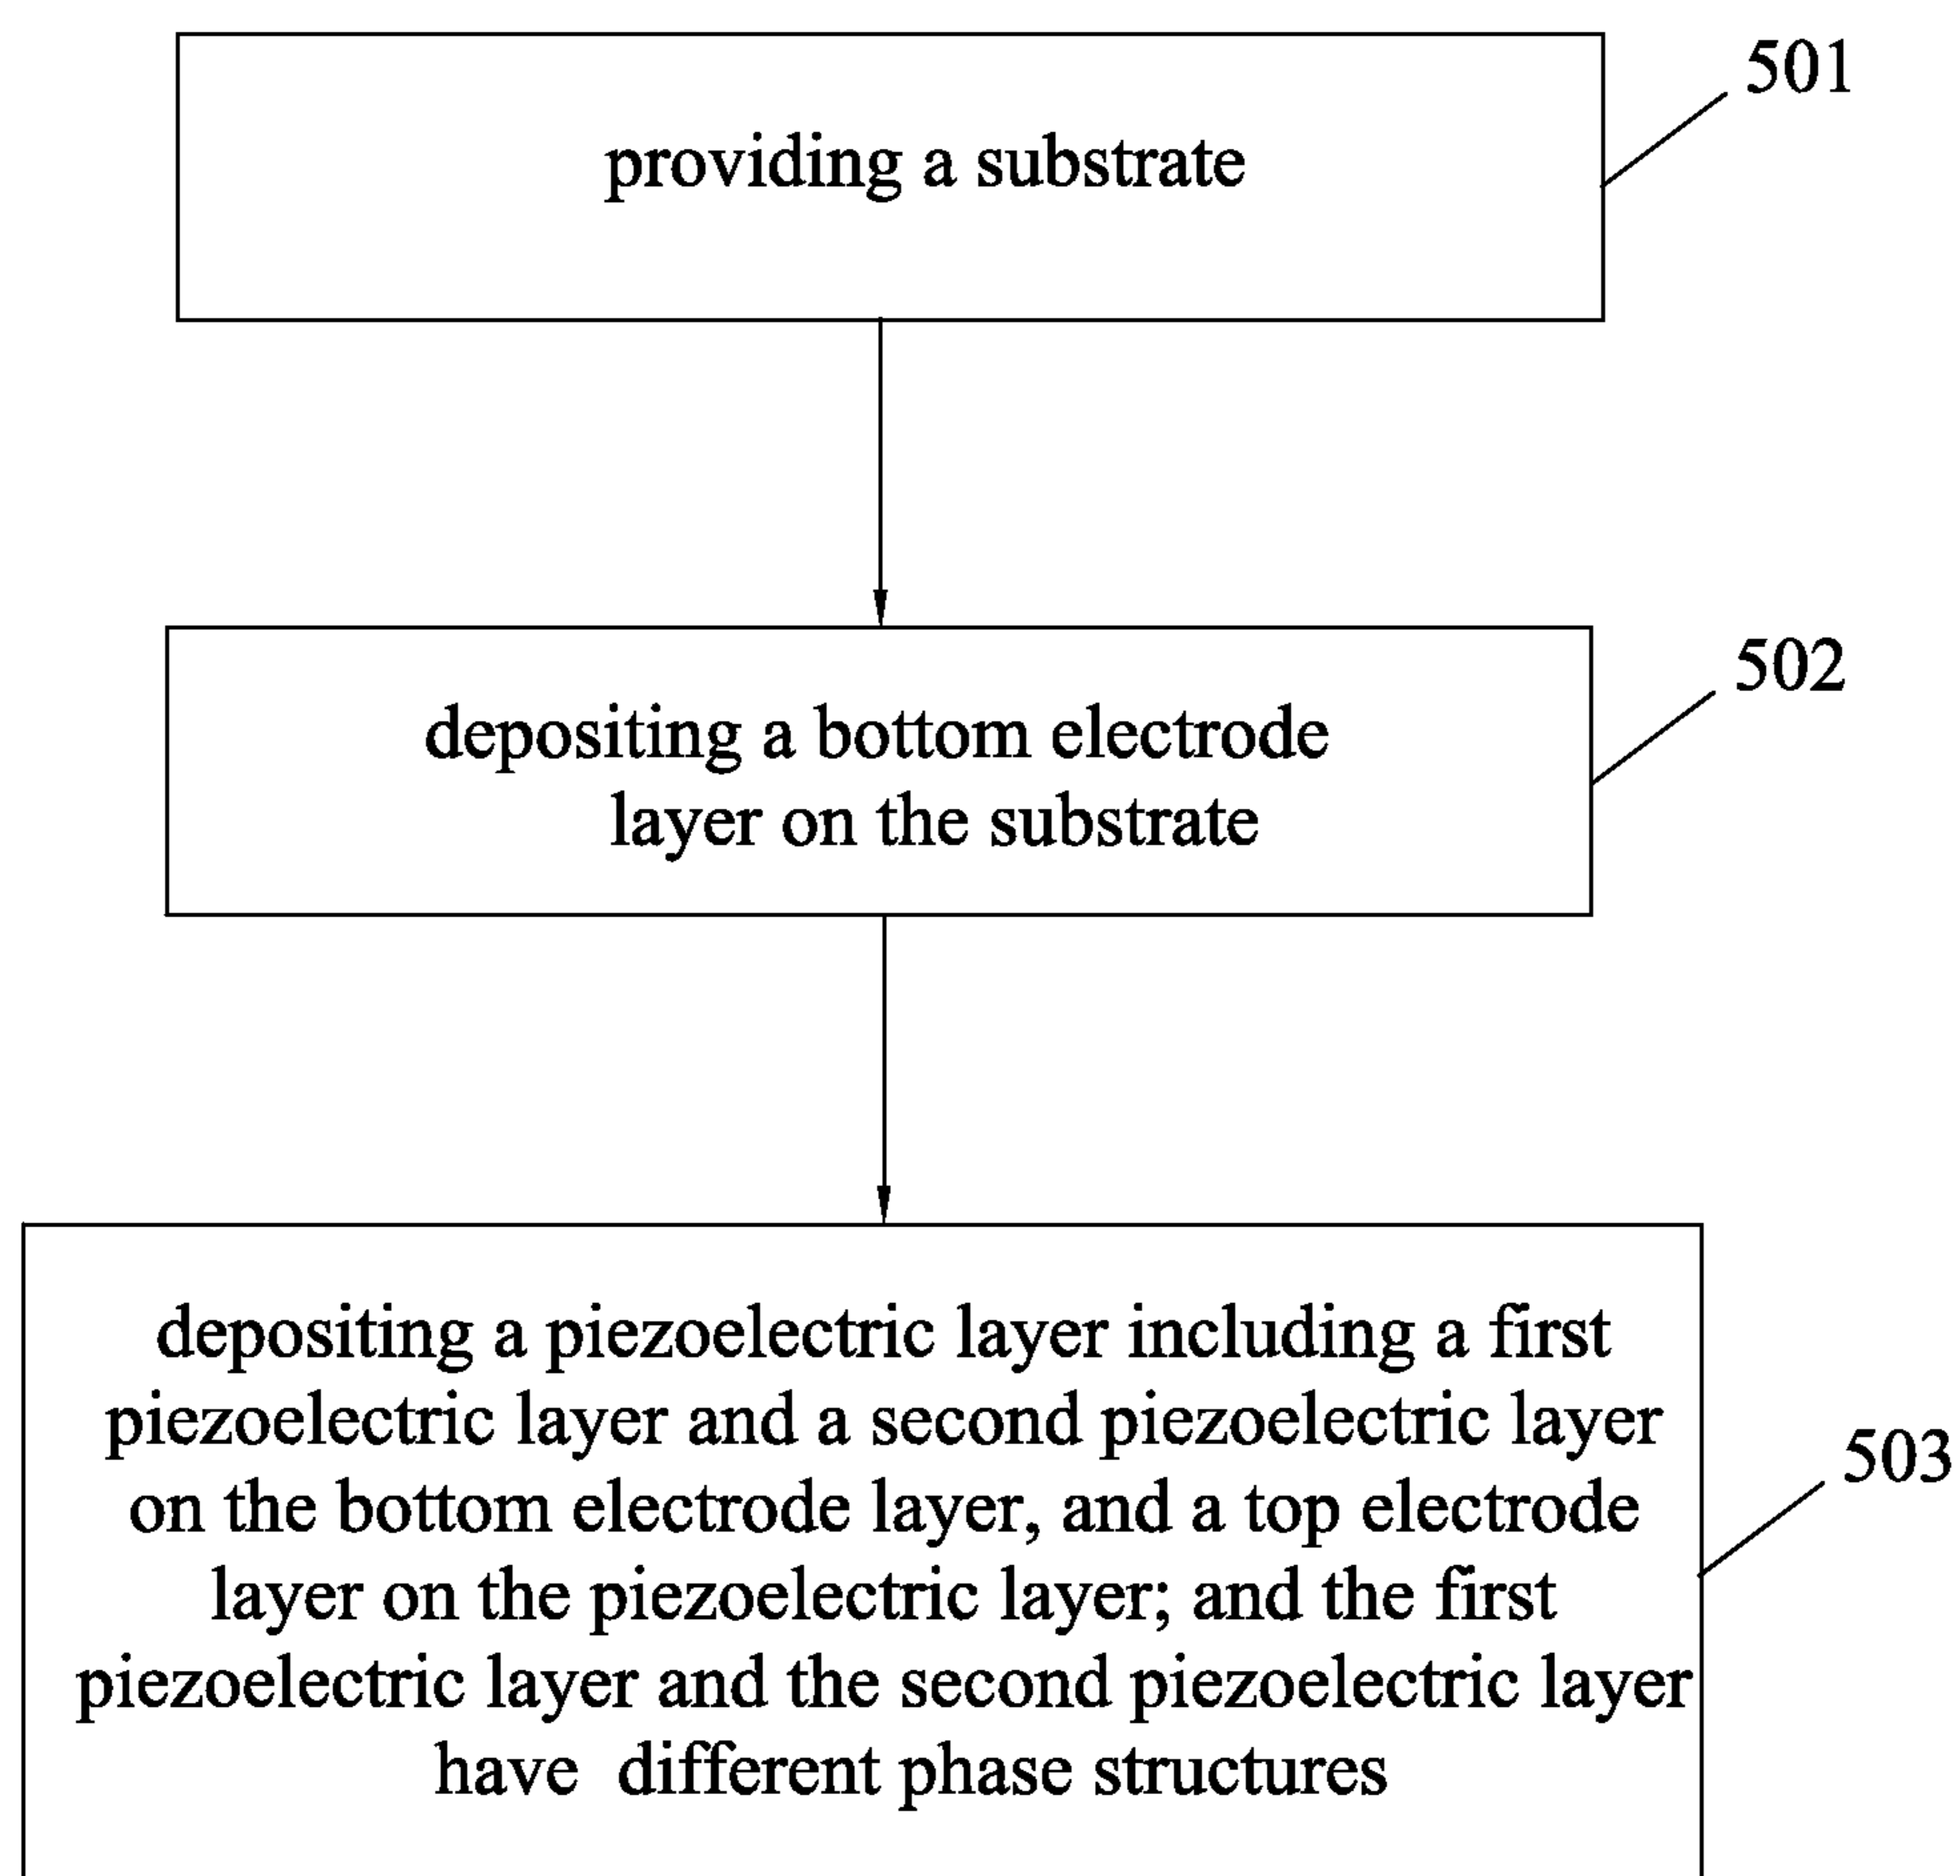 501
providing a substrate
502
depositing a bottom electrode
layer on the substrate
depositing a piezoelectric layer including a first
piezoelectric layer and a second piezoelectric layer
503
on the bottom electrode layer, and a top electrode
layer on the piezoelectric layer; and the first
piezoelectric layer and the second piezoelectric layer
have different phase structures